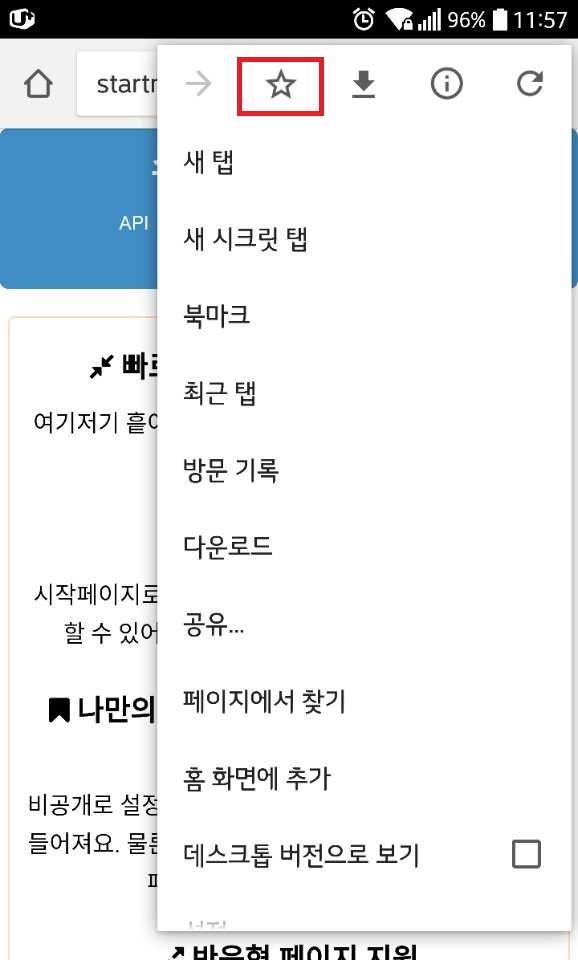 96% 11:57
startr
새 탭
API
새 시크릿 탭
북마크
빠르
최근 탭
여기저기 흩어
방문 기록
다운로드
시작페이지로
할 수 있어
공유...
나만의
페이지에서 찾기
홈 화면에 추가
비공개로 설정
들어져요. 물론
데스크톱 버전으로 보기
설정
반응형 페이지 지원